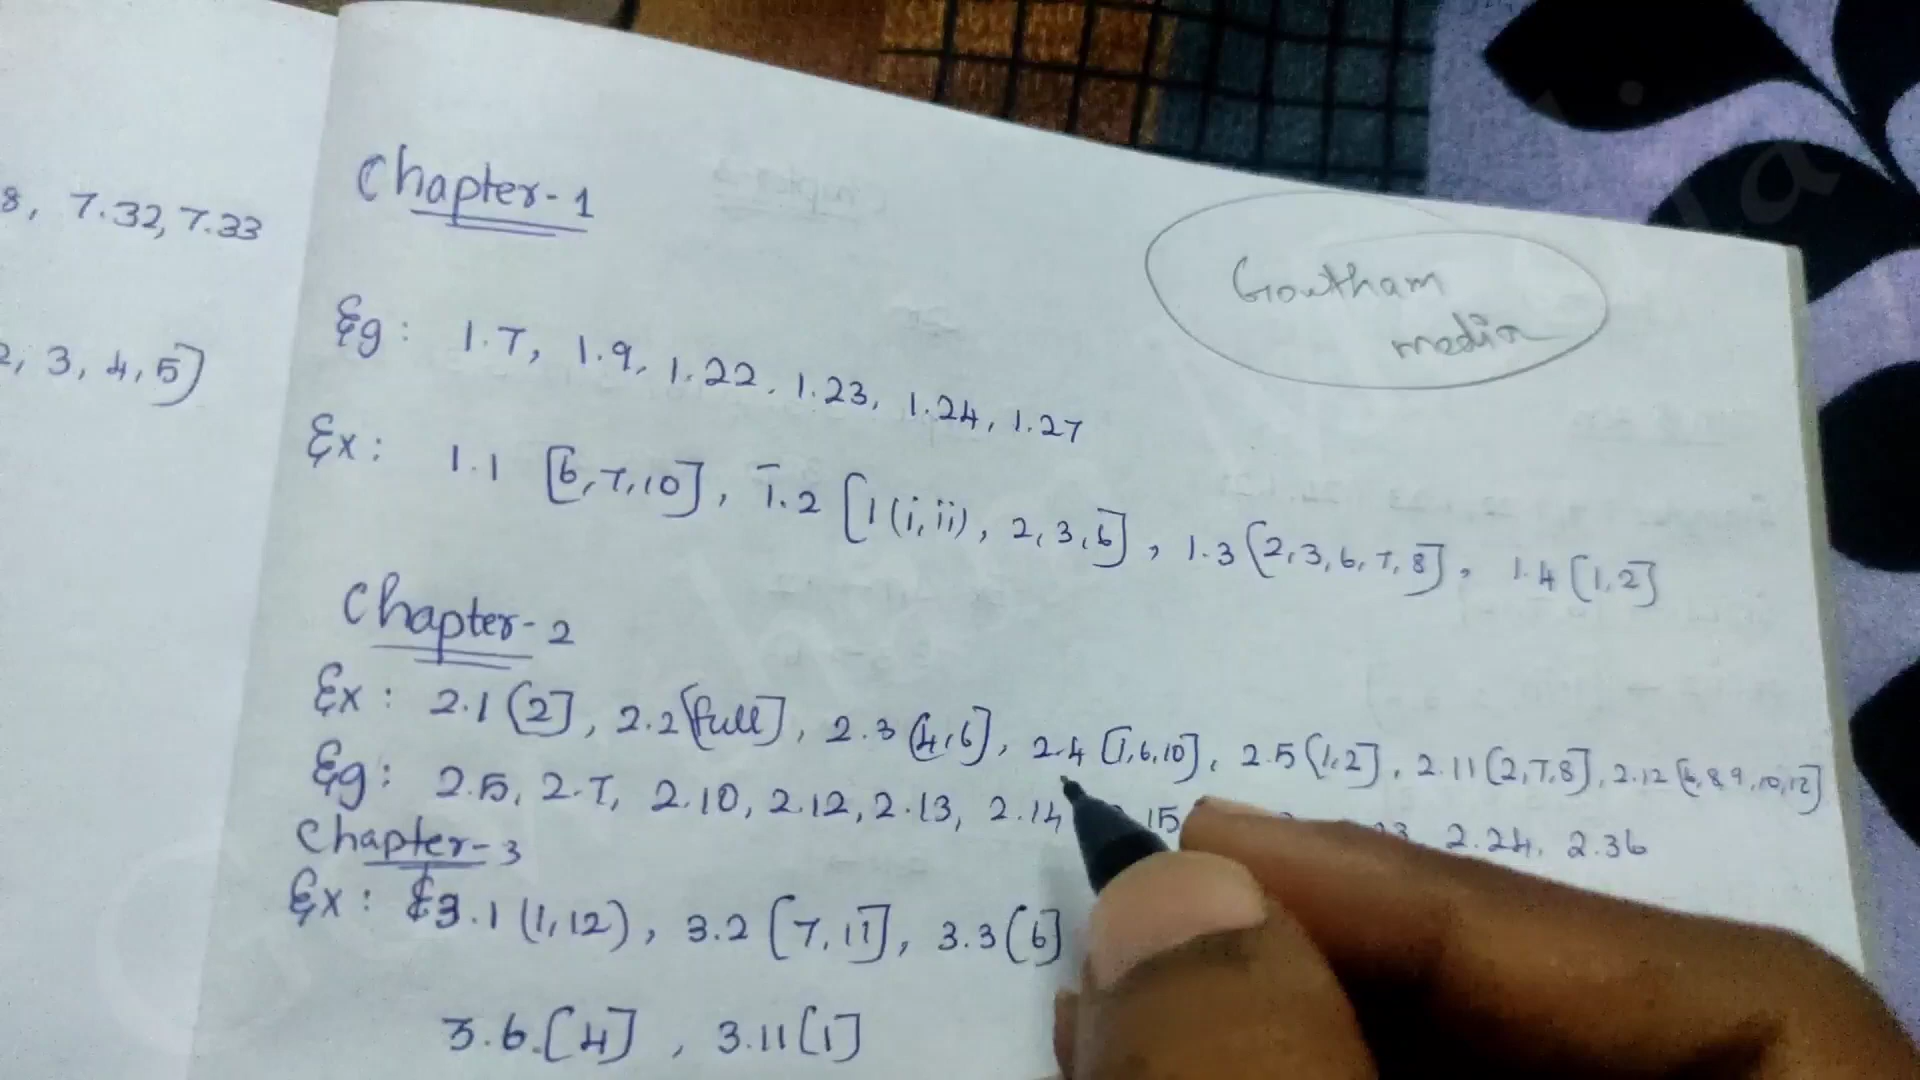 8, 7.32, 7.33
2, 3, 4, 5]
Chapter-1
Goutham
media
Eg: 1.7, 1.9, 1.22, 1.23, 1.24, 1.27
Ex: 1.1 [6,7,10], 1.2 [1(i,ii), 2,3,6], 1.3 [2,3,6,7,8], 1.4 [1,2]
Chapter-2
Ex: 2.1 [2], 2.2 [full], 2.3 [4,6], 2.4 [1,6,10], 2.5 [1,2], 2.11 [2,7,8], 2.12 [6,8,9,10,12]
Eg: 2.5, 2.7, 2.10, 2.12, 2.13, 2.14 15 2.24, 2.36
Chapter-3
Ex: 3.1 (1,12), 3.2 [7,11], 3.3 [6]
3.6 [4], 3.11 [1]